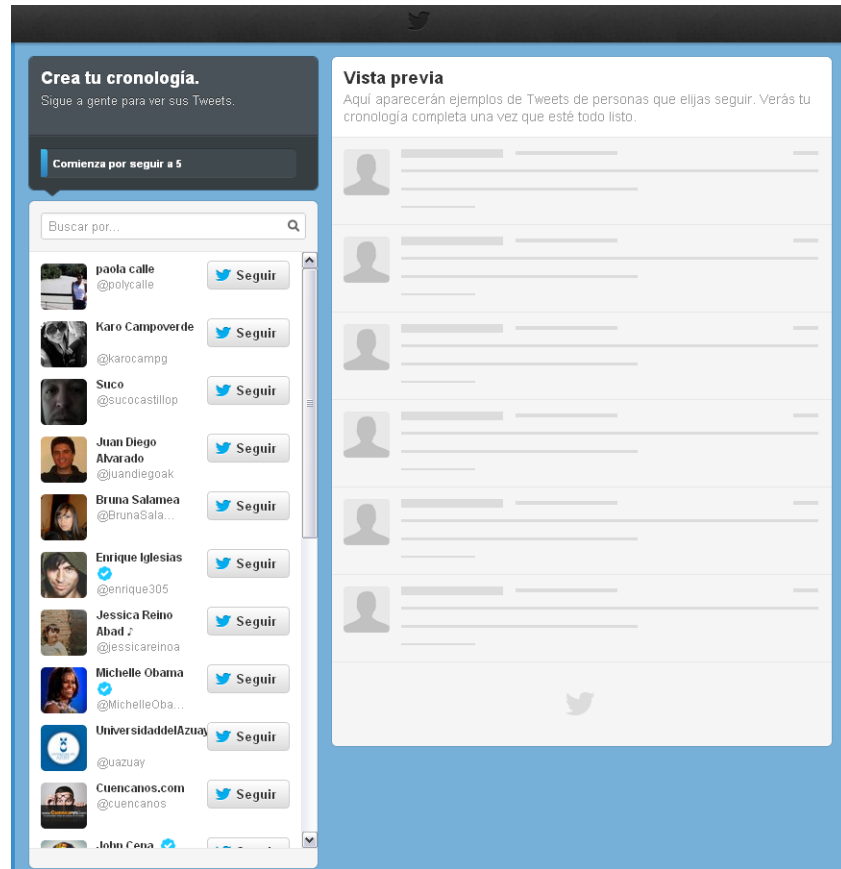 Crea tu cronología.
Sigue a gente para ver sus Tweets.
Comienza por seguir a 5
Buscar por...
paola calle
@polycalle
Seguir
Karo Campoverde
@karocampg
Seguir
Suco
@sucocastillop
Seguir
Juan Diego
Alvarado
@juandiegoak
Seguir
Bruna Salamea
@BrunaSala...
Seguir
Enrique Iglesias
@enrique305
Seguir
Jessica Reino
Abad ♪
@jessicareinoa
Seguir
Michelle Obama
@MichelleOba...
Seguir
UniversiddadelAzuay
@uazuay
Seguir
Cuencanos.com
@cuencanos
Seguir
John Cena
Seguir
Vista previa
Aquí aparecerán ejemplos de Tweets de personas que elijas seguir. Verás tu
cronología completa una vez que esté todo listo.